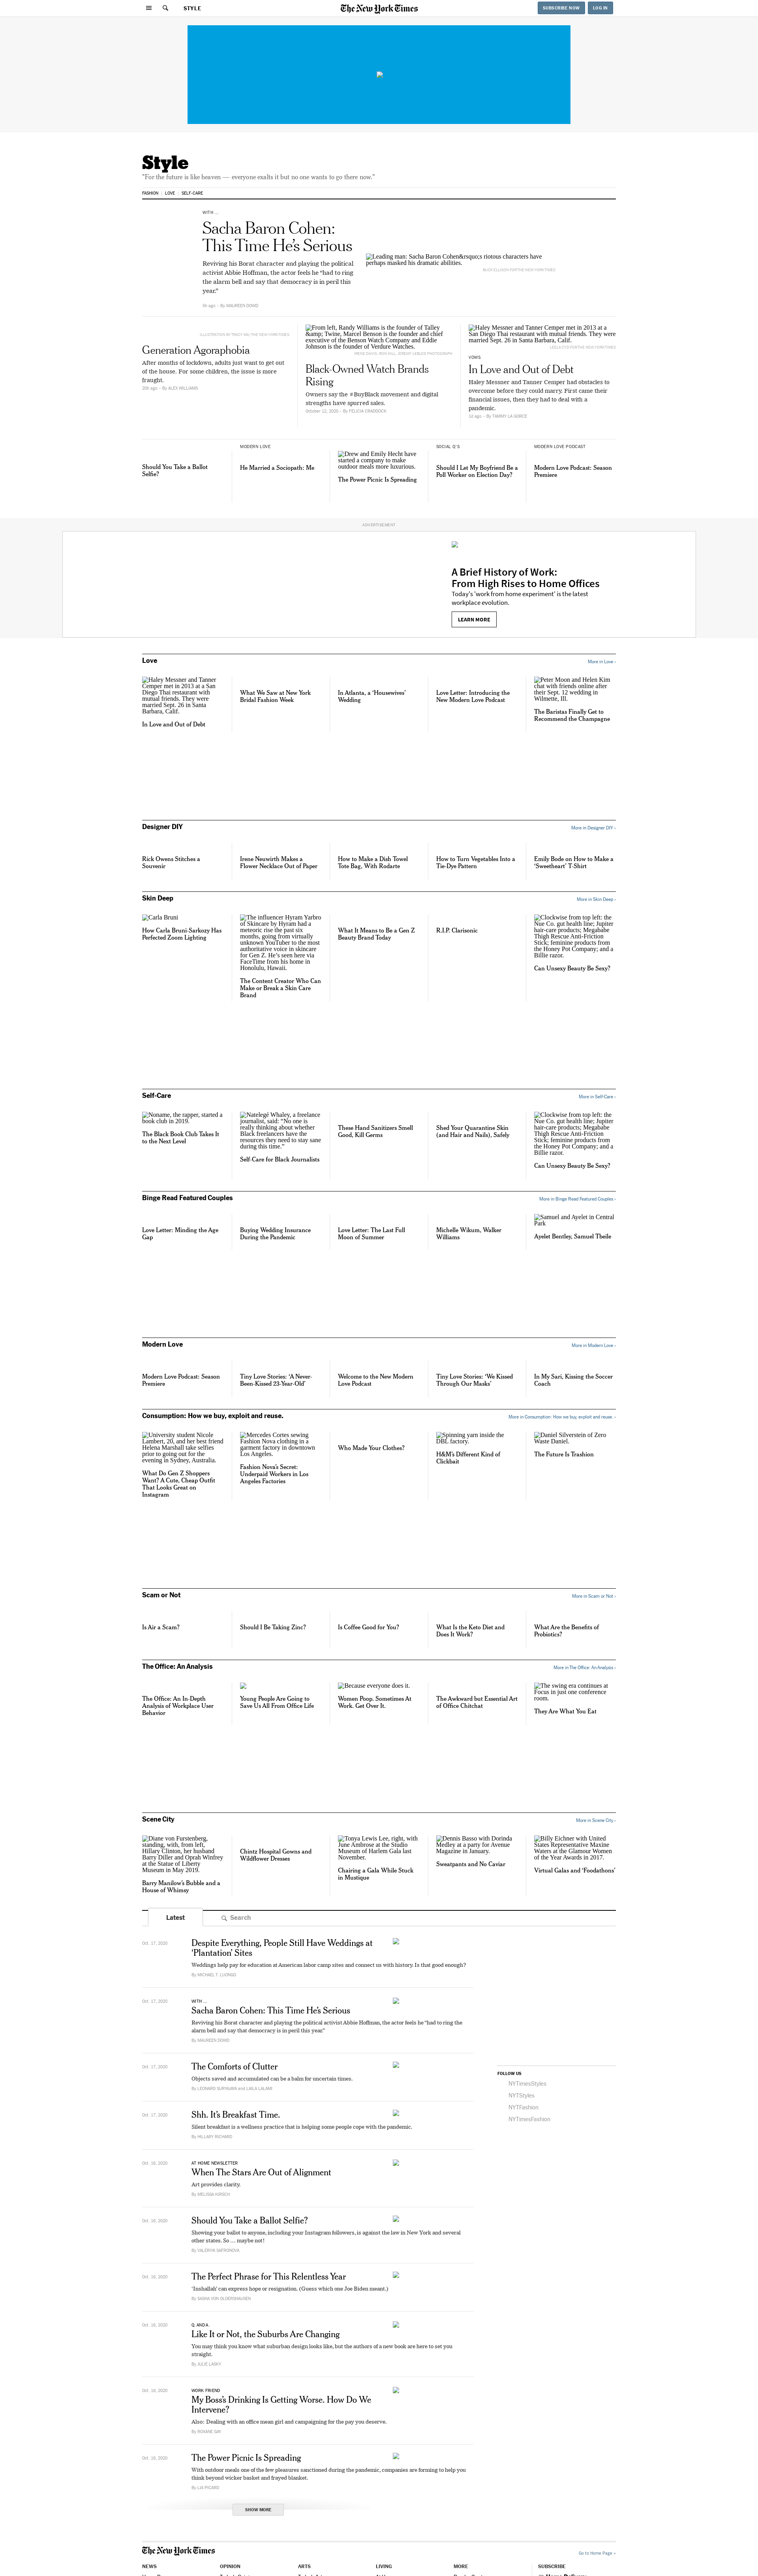 STYLE
The New York Times
SUBSCRIBE NOW
LOG IN
Style
"For the future is like heaven — everyone exalts it but no one wants to go there now."
FASHION
LOVE
SELF-CARE
WITH ...
Sacha Baron Cohen:
This Time He's Serious
Reviving his Borat character and playing the political
activist Abbie Hoffman, the actor feels he "had to ring
the alarm bell and say that democracy is in peril this
year."
By MAUREEN DOWD
Leading man: Sacha Baron Cohen&rsquo;s riotous characters have
perhaps masked his dramatic abilities.
Generation Agoraphobia
After months of lockdown, adults just want to get out
of the house. For some children, the issue is more
fraught.
20h ago - By ALEX WILLIAMS
From left, Randy Williams is the founder of Talley
&amp; Twine, Marvel Benson is the founder and chief
executive of the Benson Watch Company and Eddie
Johnson is the founder of Verdure Watches.
Black-Owned Watch Brands
Rising
Owners say the #BuyBlack movement and digital
strengths have spurred sales.
October 12, 2020 - By FELICIA CRADDOCK
Haley Messner and Tanner Cemper met in 2013 at a
San Diego Thai restaurant with mutual friends. They were
married Sept. 26 in Santa Barbara, Calif.
VOWS
In Love and Out of Debt
Haley Messner and Tanner Cemper had obstacles to
overcome before they could marry. First came their
financial issues, then they had to deal with a
pandemic.
1d ago - By TAMMY LA GORCE
Should You Take a Ballot
Selfie?
MODERN LOVE
He Married a Sociopath: Me
Drew and Emily Hecht have
started a company to make
outdoor meals more luxurious.
The Power Picnic Is Spreading
SOCIAL Q'S
Should I Let My Boyfriend Be a
Poll Worker on Election Day?
MODERN LOVE PODCAST
Modern Love Podcast: Season
Premiere
ADVERTISEMENT
A Brief History of Work:
From High Rises to Home Offices
Today's 'work from home experiment' is the latest
workplace evolution.
LEARN MORE
Love
More in Love »
Haley Messner and Tanner
Cemper met in 2013 at a San
Diego Thai restaurant with
mutual friends. They were
married Sept. 26 in Santa
Barbara, Calif.
In Love and Out of Debt
What We Saw at New York
Bridal Fashion Week
In Atlanta, a 'Housewives'
Wedding
Love Letter: Introducing the
New Modern Love Podcast
Peter Moon and Helen Kim
chat with friends online after
their Sept. 12 wedding in
Wilmette, Ill.
The Baristas Finally Get to
Recommend the Champagne
Designer DIY
More in Designer DIY »
Rick Owens Stitches a
Souvenir
Irene Neuwirth Makes a
Flower Necklace Out of Paper
How to Make a Dish Towel
Tote Bag, With Rodarte
How to Turn Vegetables Into a
Tie-Dye Pattern
Emily Bode on How to Make a
'Sweetheart' T-Shirt
Skin Deep
More in Skin Deep »
Carla Bruni
How Carla Bruni-Sarkozy Has
Perfected Zoom Lighting
The influencer Hyram Yarbro
of Skincare by Hyram had a
meteoric rise the past six
months, going from virtually
unknown YouTuber to the most
authoritative voice in skincare
for Gen Z. He's seen here via
FaceTime from his home in
Honolulu, Hawaii.
The Content Creator Who Can
Make or Break a Skin Care
Brand
What It Means to Be a Gen Z
Beauty Brand Today
R.I.P. Clarisonic
Clockwise from top left: the
Nue Co. gut health line; Jupiter
hair-care products; Megababe
Thigh Rescue Anti-Friction
Stick; feminine products from
the Honey Pot Company; and a
Billie razor.
Can Unsexy Beauty Be Sexy?
Self-Care
More in Self-Care »
Noname, the rapper, started a
book club in 2019.
The Black Book Club Takes It
to the Next Level
Natelegé Whaley, a freelance
journalist, said: "No one is
really thinking about whether
Black freelancers have the
resources they need to stay sane
during this time."
Self-Care for Black Journalists
These Hand Sanitizers Smell
Good, Kill Germs
Shed Your Quarantine Skin
(and Hair and Nails), Safely
Clockwise from top left: the
Nue Co. gut health line; Jupiter
hair-care products; Megababe
Thigh Rescue Anti-Friction
Stick; feminine products from
the Honey Pot Company; and a
Billie razor.
Can Unsexy Beauty Be Sexy?
Binge Read Featured Couples
More in Binge Read Featured Couples »
Love Letter: Minding the Age
Gap
Buying Wedding Insurance
During the Pandemic
Love Letter: The Last Full
Moon of Summer
Michelle Wikum, Walker
Williams
Samuel and Ayelet in Central
Park
Ayelet Bentley, Samuel Theile
Modern Love
More in Modern Love »
Modern Love Podcast: Season
Premiere
Tiny Love Stories: 'A Never-
Been-Kissed 23-Year-Old'
Welcome to the New Modern
Love Podcast
Tiny Love Stories: 'We Kissed
Through Our Masks'
In My Sari, Kissing the Soccer
Coach
Consumption: How we buy, exploit and reuse.
More in Consumption: How we buy, exploit and reuse. »
University student Nicole
Lambert, 20, and her best friend
Helena Marshall take selfies
prior to going out for the
evening in Sydney, Australia.
What Do Gen Z Shoppers
Want? A Cute, Cheap Outfit
That Looks Great on
Instagram
Mercedes Cortes sewing
Fashion Nova clothing in a
garment factory in downtown
Los Angeles.
Fashion Nova's Secret:
Underpaid Workers in Los
Angeles Factories
Who Made Your Clothes?
Spinning yarn inside the
DBL factory.
H&M's Different Kind of
Clickbait
Daniel Silverstein of Zero
Waste Daniel.
The Future Is Trashion
Scam or Not
More in Scam or Not »
Is Air a Scam?
Should I Be Taking Zinc?
Is Coffee Good for You?
What Is the Keto Diet and
Does It Work?
What Are the Benefits of
Probiotics?
The Office: An Analysis
More in The Office: An Analysis »
The Office: An In-Depth
Analysis of Workplace User
Behavior
Young People Are Going to
Save Us All From Office Life
Because everyone does it.
Women Poop. Sometimes At
Work. Get Over It.
The Awkward but Essential Art
of Office Chitchat
The swing era continues at
Focus in just one conference
room.
They Are What You Eat
Scene City
More in Scene City »
Diane von Furstenberg,
standing, with, from left,
Hillary Clinton, her husband
Barry Diller and Oprah Winfrey
at the Statue of Liberty
Museum in May 2019.
Barry Manilow's Bubble and a
House of Whimsy
Chintz Hospital Gowns and
Wildflower Dresses
Tonya Lewis Lee, right, with
June Ambrose at the Studio
Museum of Harlem Gala last
November.
Chairing a Gala While Stuck
in Mustique
Dennis Basso with Dorinda
Medley at a party for Avenue
Magazine in January.
Sweatpants and No Caviar
Billy Eichner with United
States Representative Maxine
Waters at the Glamour Women
of the Year Awards in 2017.
Virtual Galas and 'Foodathons'
Latest
Search
Oct. 17, 2020
Despite Everything, People Still Have Weddings at
'Plantation' Sites
Weddings help pay for education at American labor camp sites and connect us with history. Is that good enough?
By MICHAEL T. LUONGO
Oct. 17, 2020
WITH ...
Sacha Baron Cohen: This Time He's Serious
Reviving his Borat character and playing the political activist Abbie Hoffman, the actor feels he "had to ring the
alarm bell and say that democracy is in peril this year."
By MAUREEN DOWD
Oct. 17, 2020
The Comforts of Clutter
Objects saved and accumulated can be a balm for uncertain times.
Oct. 17, 2020
Shh. It's Breakfast Time.
Silent breakfast is a wellness practice that is helping some people cope with the pandemic.
By HILLARY RICHARD
Oct. 16, 2020
AT HOME NEWSLETTER
When The Stars Are Out of Alignment
Art provides clarity.
By MELISSA KIRSCH
Oct. 16, 2020
Should You Take a Ballot Selfie?
Showing your ballot to anyone, including your Instagram followers, is against the law in New York and several
other states. So ... maybe not!
By VALERIYA SAFRONOVA
Oct. 16, 2020
The Perfect Phrase for This Relentless Year
'Inshallah' can express hope or resignation. (Guess which one Joe Biden meant.)
Oct. 16, 2020
Q. AND A.
Like It or Not, the Suburbs Are Changing
You may think you know what suburban design looks like, but the authors of a new book are here to set you
straight.
By JULIE LASKY
Oct. 16, 2020
WORK FRIEND
My Boss's Drinking Is Getting Worse. How Do We
Intervene?
Also: Dealing with an office mean girl and campaigning for the pay you deserve.
By ROXANE GAY
Oct. 16, 2020
The Power Picnic Is Spreading
With outdoor meals one of the few pleasures sanctioned during the pandemic, companies are forming to help you
think beyond wicker basket and frayed blanket.
By LIA PICARD
SHOW MORE
FOLLOW US
NYTimesStyles
NYTStyles
NYTFashion
NYTimesFashion
The New York Times
Go to Home Page »
NEWS
OPINION
ARTS
LIVING
MORE
SUBSCRIBE